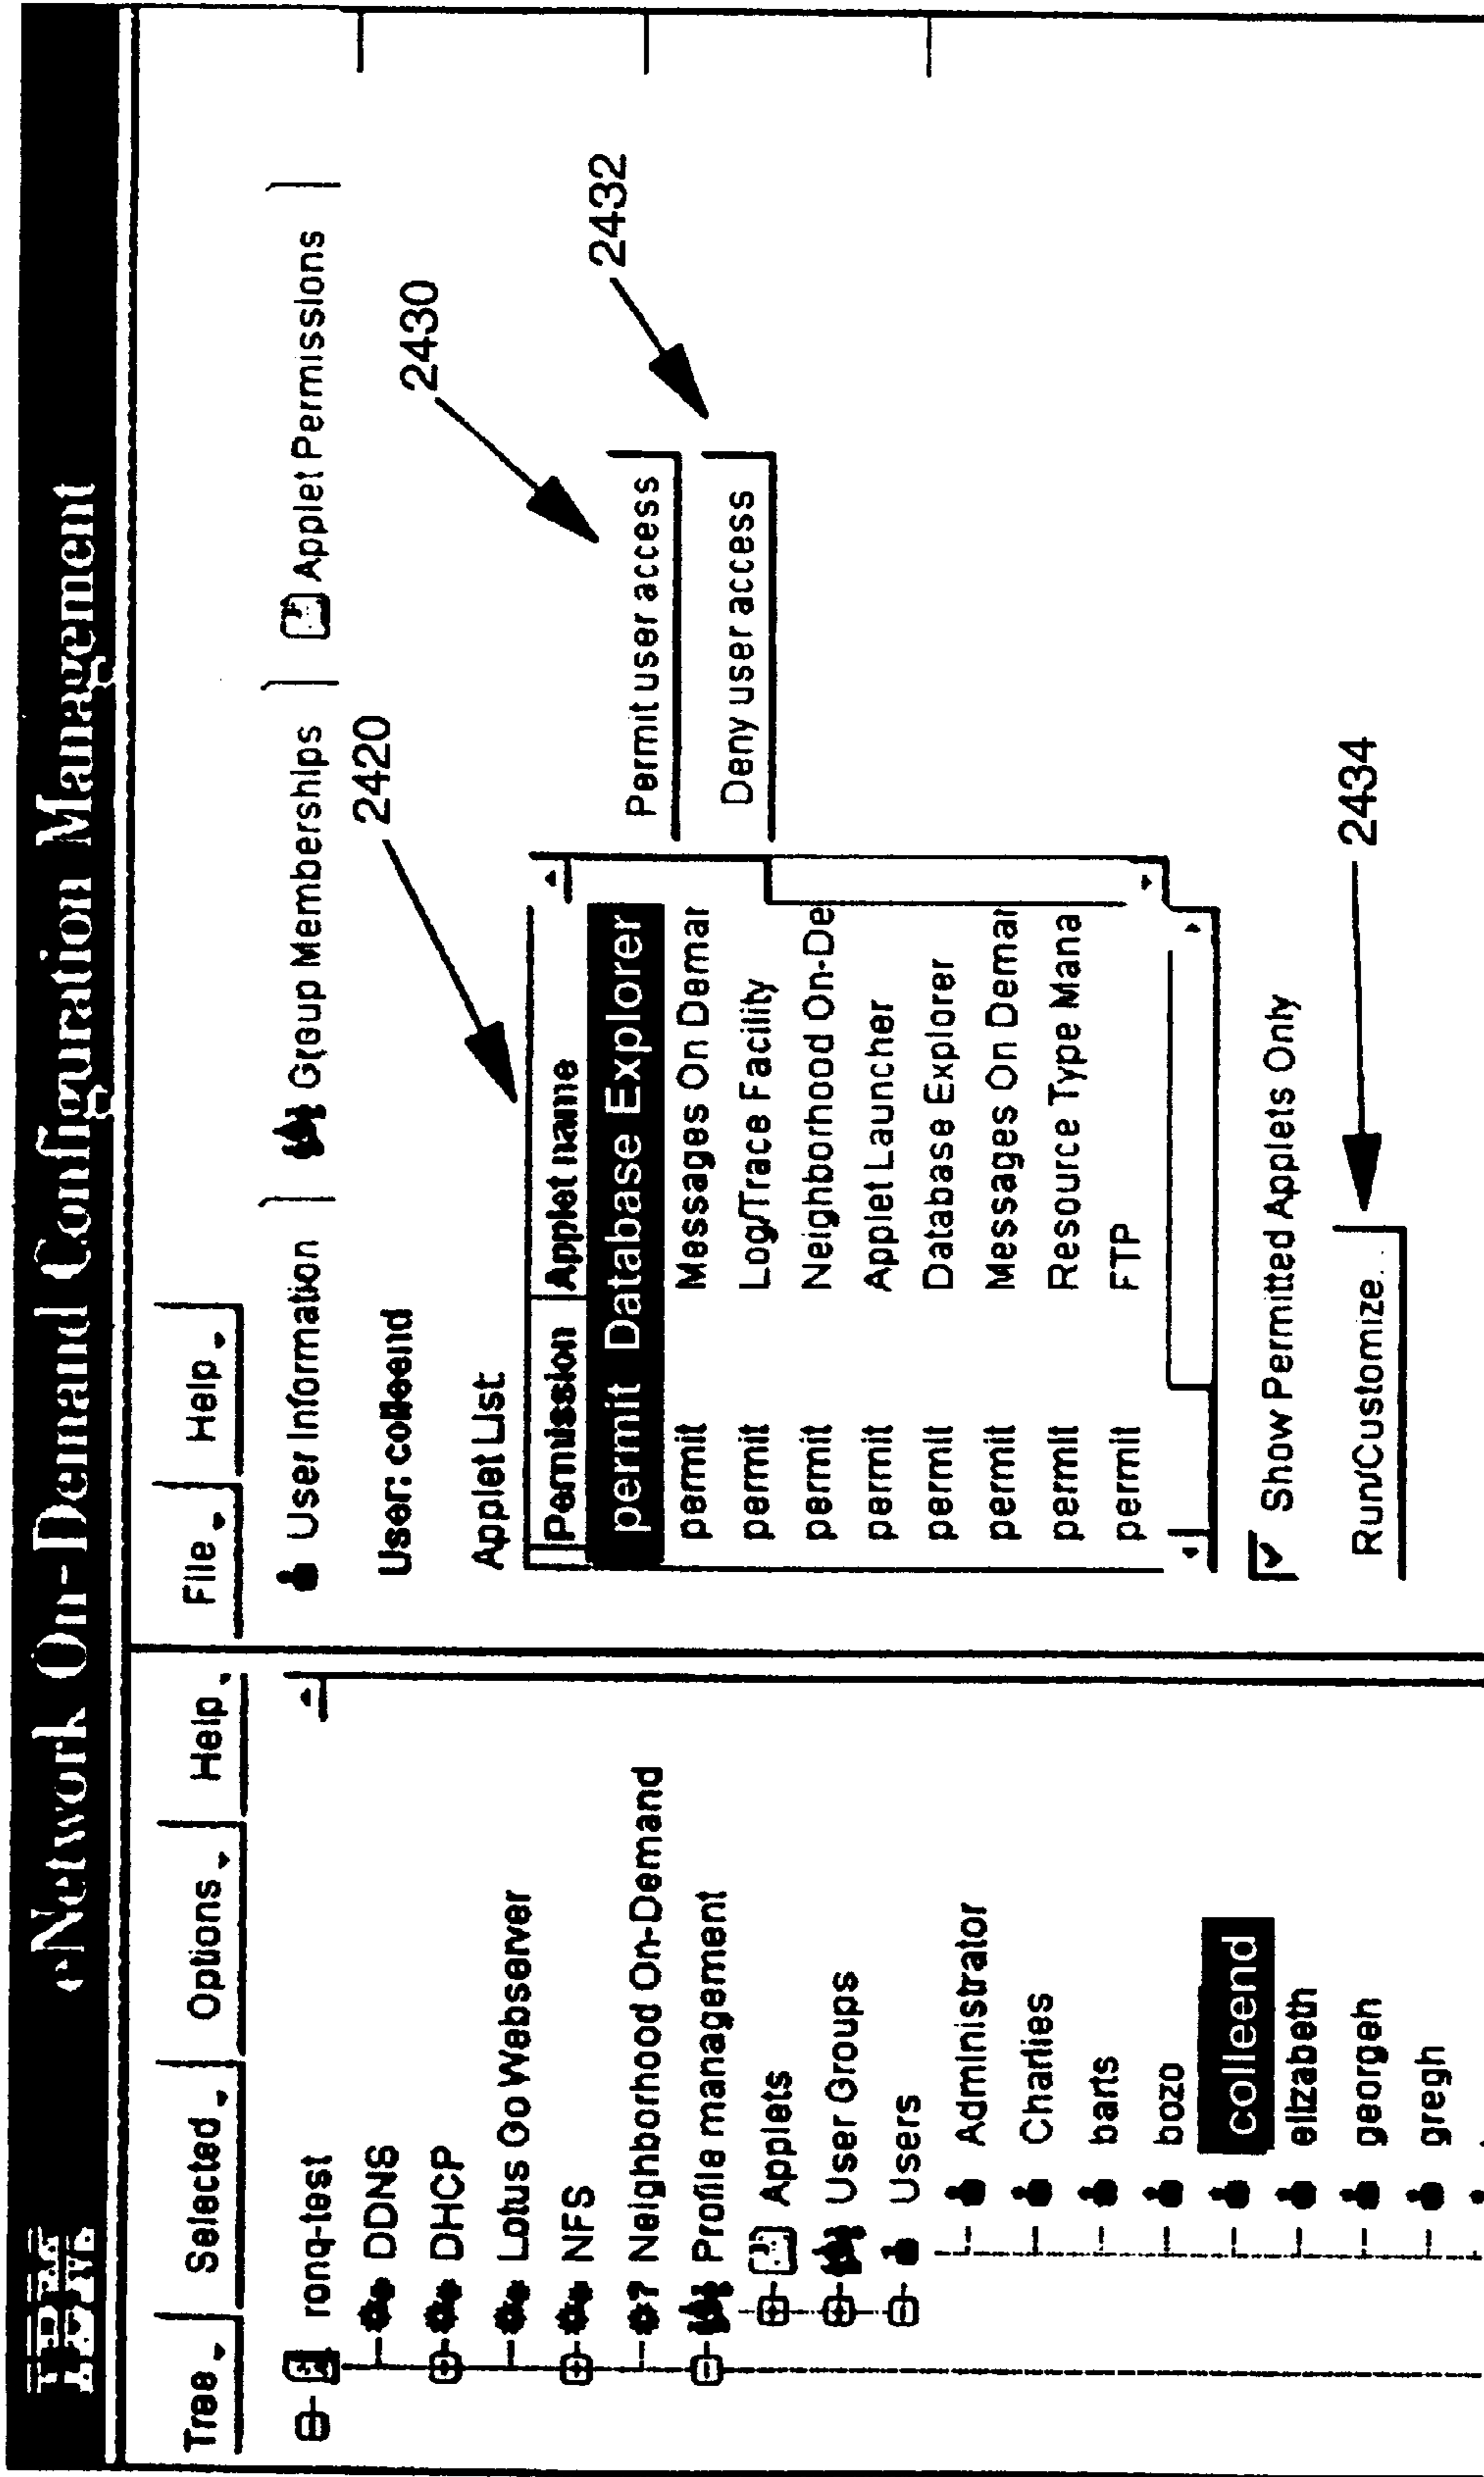 IBM eNetwork On-Demand Configuration Management
Tree Selected Options Help
ronq-test
DDNS
DHCP
Lotus Go Webserver
NFS
Neighborhood On-Demand
Profile management
Applets
User Groups
Users
Administrator
Charlies
barts
bozo
colleend
elizabeth
georgeh
gregh
File Help
User Information Group Memberships Applet Permissions
User: colleend
2420
2430
2432
Applet List:
Permission Applet name
permit Database Explorer
permit Messages On Deman
permit Log/Trace Facility
permit Neighborhood On-De
permit Applet Launcher
permit Database Explorer
permit Messages On Deman
permit Resource Type Mana
permit FTP
Permit user access
Deny user access
Show Permitted Applets Only
Run/Customize..
2434